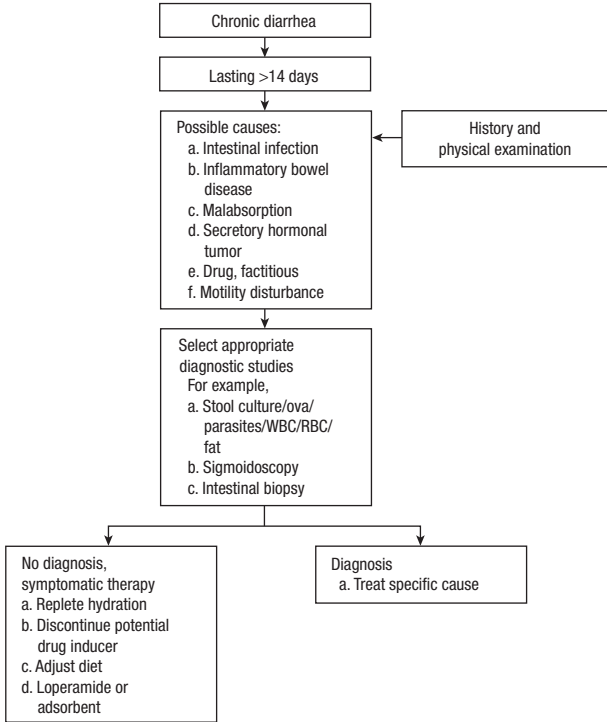 Chronic diarrhea
Lasting >14 days
Possible causes:
a. Intestinal infection
b. Inflammatory bowel
disease
c. Malabsorption
d. Secretory hormonal
tumor
e. Drug, factitious
f. Motility disturbance
History and
physical examination
Select appropriate
diagnostic studies
For example,
a. Stool culture/ova/
parasites/WBC/RBC/
fat
b. Sigmoidoscopy
c. Intestinal biopsy
No diagnosis,
symptomatic therapy
a. Replete hydration
b. Discontinue potential
drug inducer
c. Adjust diet
d. Loperamide or
adsorbent
Diagnosis
a. Treat specific cause